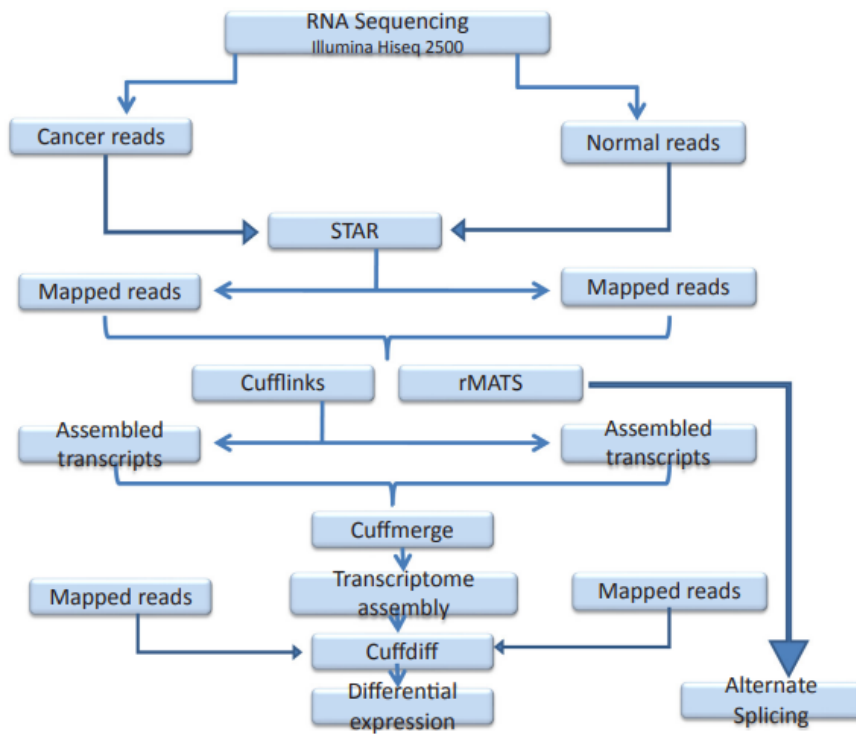 RNA Sequencing
Illumina Hiseq 2500
Cancer reads
Normal reads
STAR
Mapped reads
Mapped reads
Cufflinks
rMATS
Assembled
transcripts
Assembled
transcripts
Cuffmerge
Transcriptome
assembly
Mapped reads
Mapped reads
Cuffdiff
Differential
expression
Alternate
Splicing